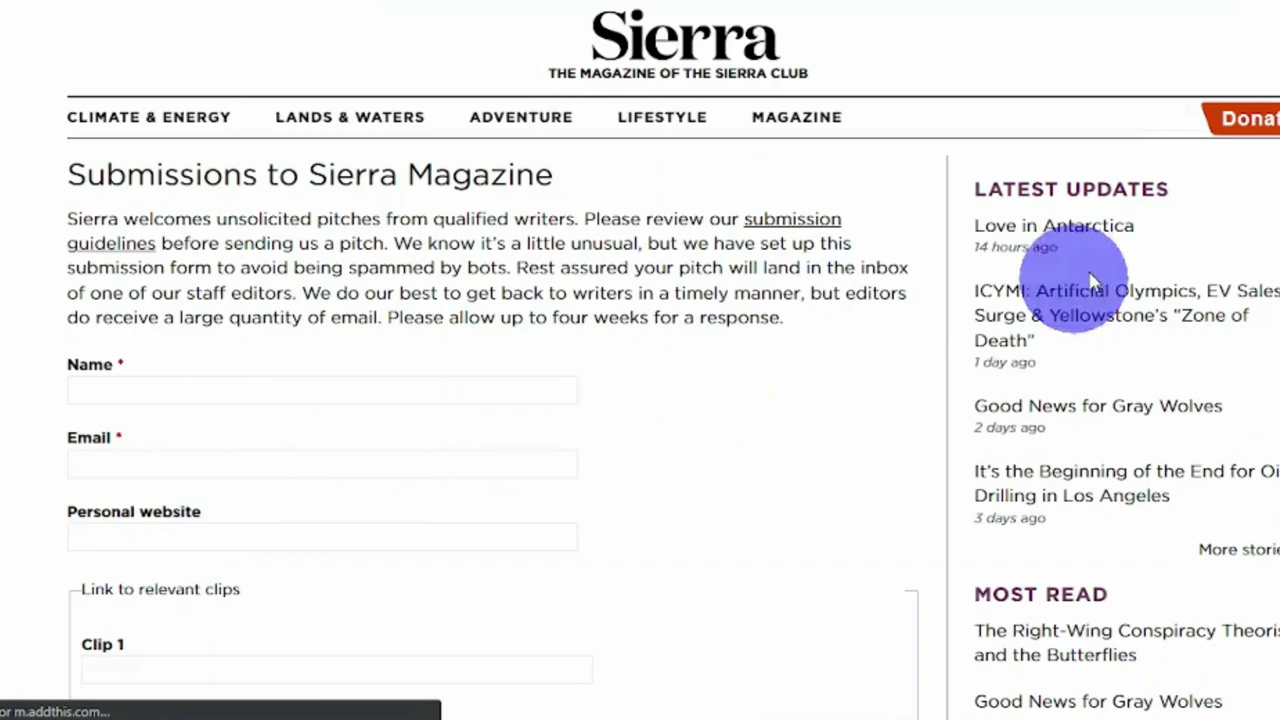 Sierra
THE MAGAZINE OF THE SIERRA CLUB
CLIMATE & ENERGY
LANDS & WATERS
ADVENTURE
LIFESTYLE
MAGAZINE
Donat
Submissions to Sierra Magazine
Sierra welcomes unsolicited pitches from qualified writers. Please review our submission
guidelines before sending us a pitch. We know it's a little unusual, but we have set up this
submission form to avoid being spammed by bots. Rest assured your pitch will land in the inbox
of one of our staff editors. We do our best to get back to writers in a timely manner, but editors
do receive a large quantity of email. Please allow up to four weeks for a response.
Name *
Email *
Personal website
Link to relevant clips
Clip 1
LATEST UPDATES
Love in Antarctica
14 hours ago
ICYMI: Artificial Olympics, EV Sales
Surge & Yellowstone's "Zone of
Death"
1 day ago
Good News for Gray Wolves
2 days ago
It's the Beginning of the End for Oi
Drilling in Los Angeles
3 days ago
More storie
MOST READ
The Right-Wing Conspiracy Theoris
and the Butterflies
Good News for Gray Wolves
or m.addthis.com...